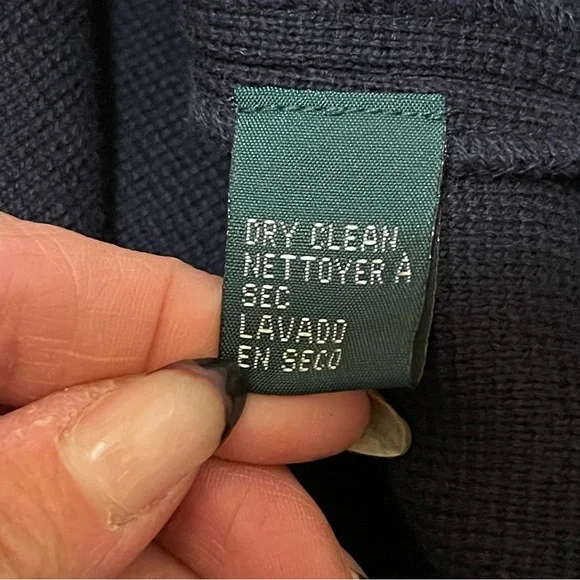 DRY CLEAN
NETTOYER À
SEC
LAVADO
EN SECO